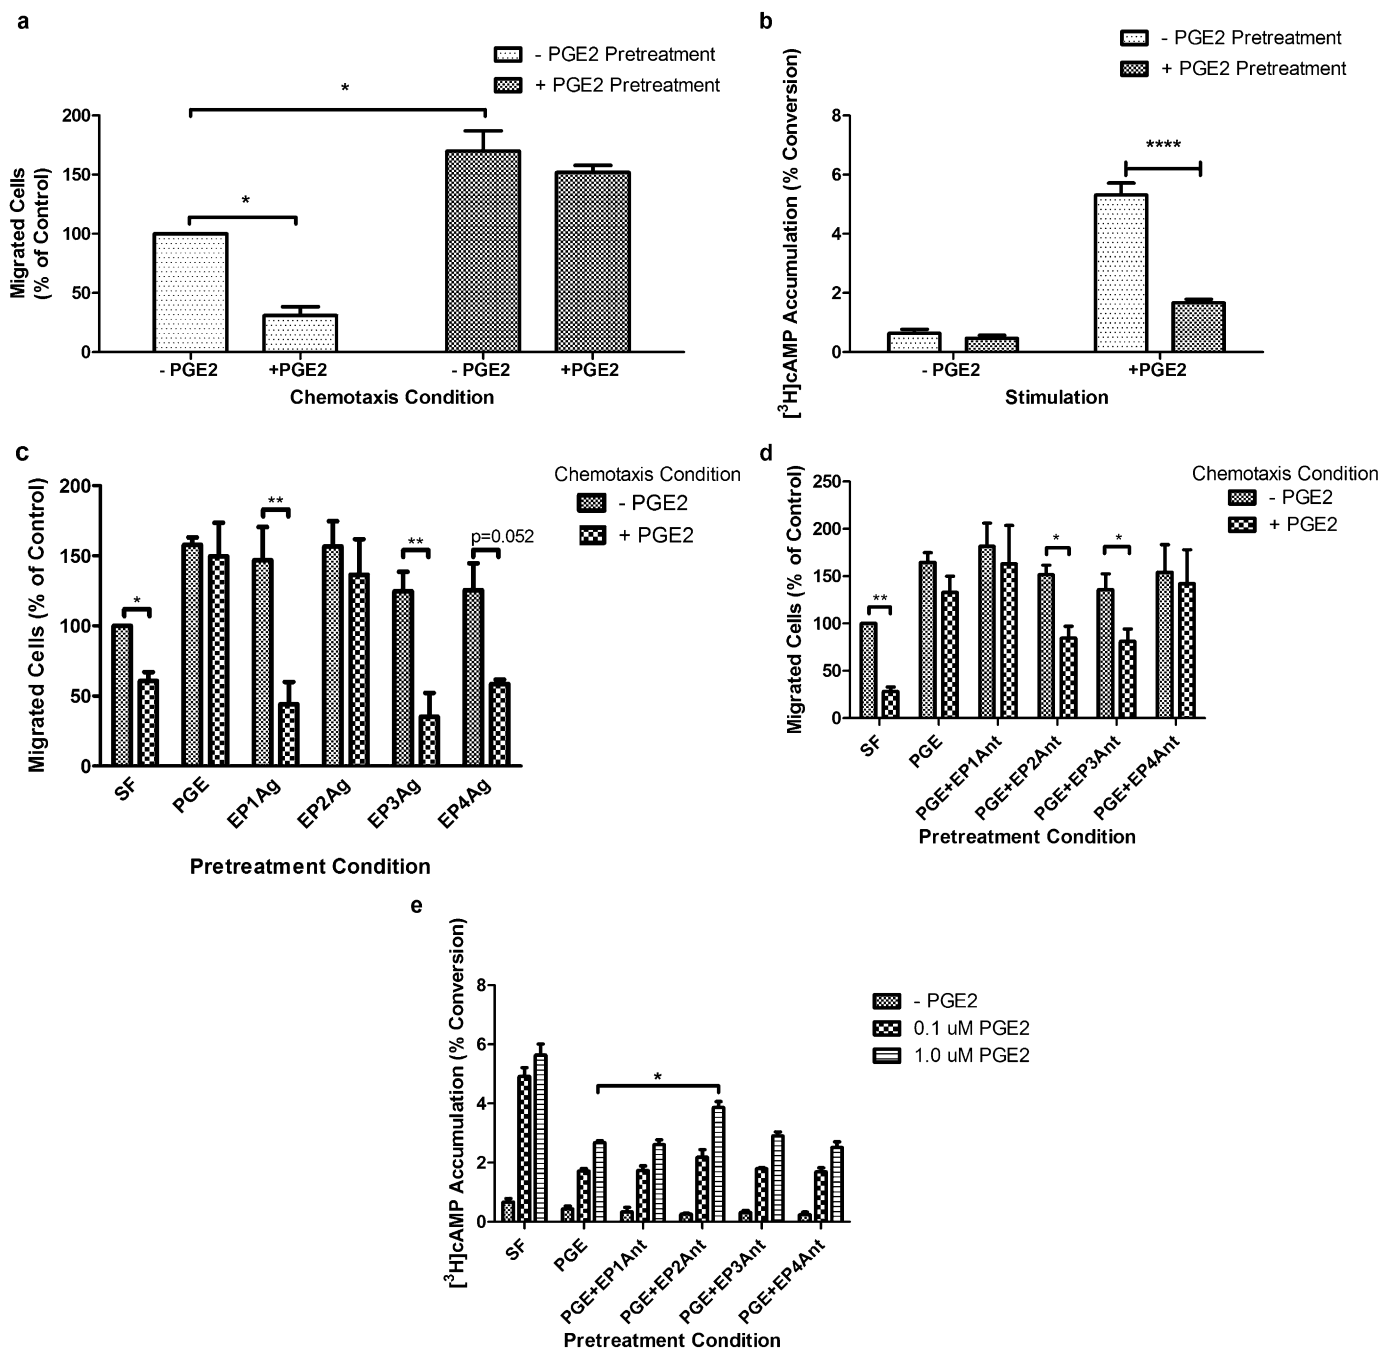 a
- PGE2 Pretreatment
+ PGE2 Pretreatment
Migrated Cells
(% of Control)
200
150
100
50
0
*
*
- PGE2
+PGE2
- PGE2
+PGE2
Chemotaxis Condition
b
- PGE2 Pretreatment
+ PGE2 Pretreatment
[³H]cAMP Accumulation (% Conversion)
8
6
4
2
0
****
- PGE2
+PGE2
Stimulation
c
Chemotaxis Condition
- PGE2
+ PGE2
Migrated Cells (% of Control)
200
150
100
50
0
*
**
**
p=0.052
SF
PGE
EP1Ag
EP2Ag
EP3Ag
EP4Ag
Pretreatment Condition
d
Chemotaxis Condition
- PGE2
+ PGE2
Migrated Cells (% of Control)
250
200
150
100
50
0
**
*
*
SF
PGE
PGE+EP1Ant
PGE+EP2Ant
PGE+EP3Ant
PGE+EP4Ant
Pretreatment Condition
e
- PGE2
0.1 uM PGE2
1.0 uM PGE2
[³H]cAMP Accumulation (% Conversion)
8
6
4
2
0
*
SF
PGE
PGE+EP1Ant
PGE+EP2Ant
PGE+EP3Ant
PGE+EP4Ant
Pretreatment Condition